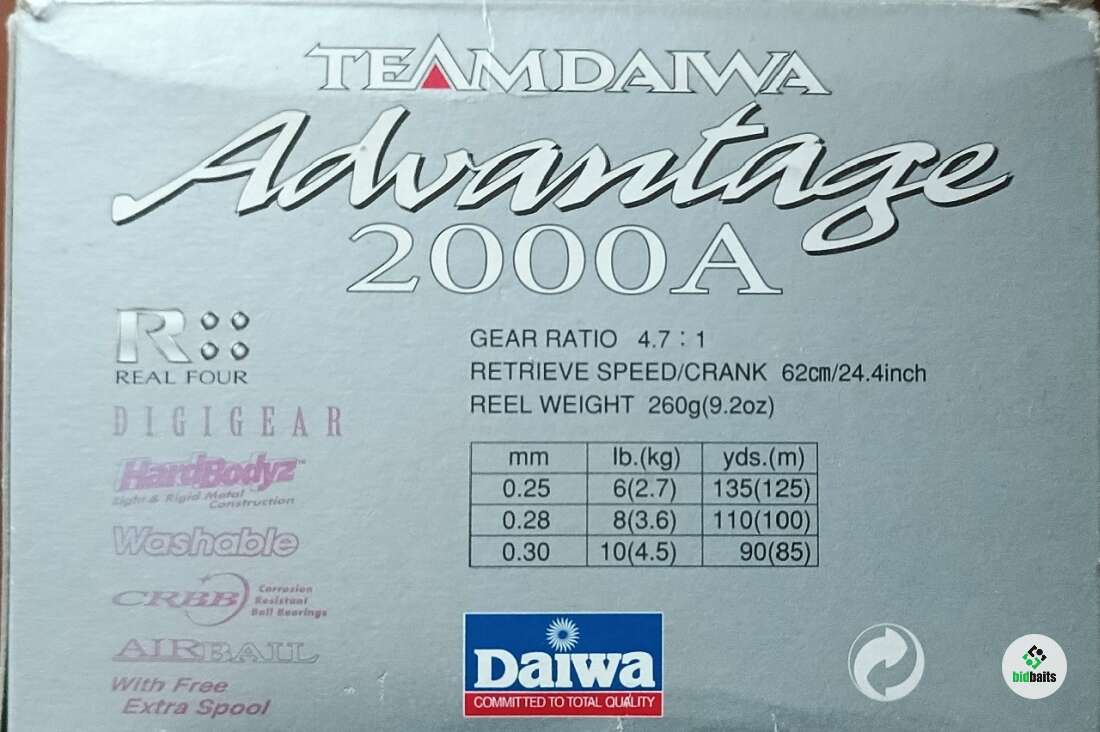 TEAMDAIWA
Advantage
2000A
R
REAL FOUR
DIGIGEAR
HardBodyz™
Light & Rigid Metal
Construction
Washable
CRBB Corrosion
Resistant
Ball Bearings
AIRBAIL
With Free
Extra Spool
GEAR RATIO 4.7 : 1
RETRIEVE SPEED/CRANK 62cm/24.4inch
REEL WEIGHT 260g(9.2oz)
mm lb.(kg) yds.(m)
0.25 6(2.7) 135(125)
0.28 8(3.6) 110(100)
0.30 10(4.5) 90(85)
Daiwa
COMMITTED TO TOTAL QUALITY
bidbaits